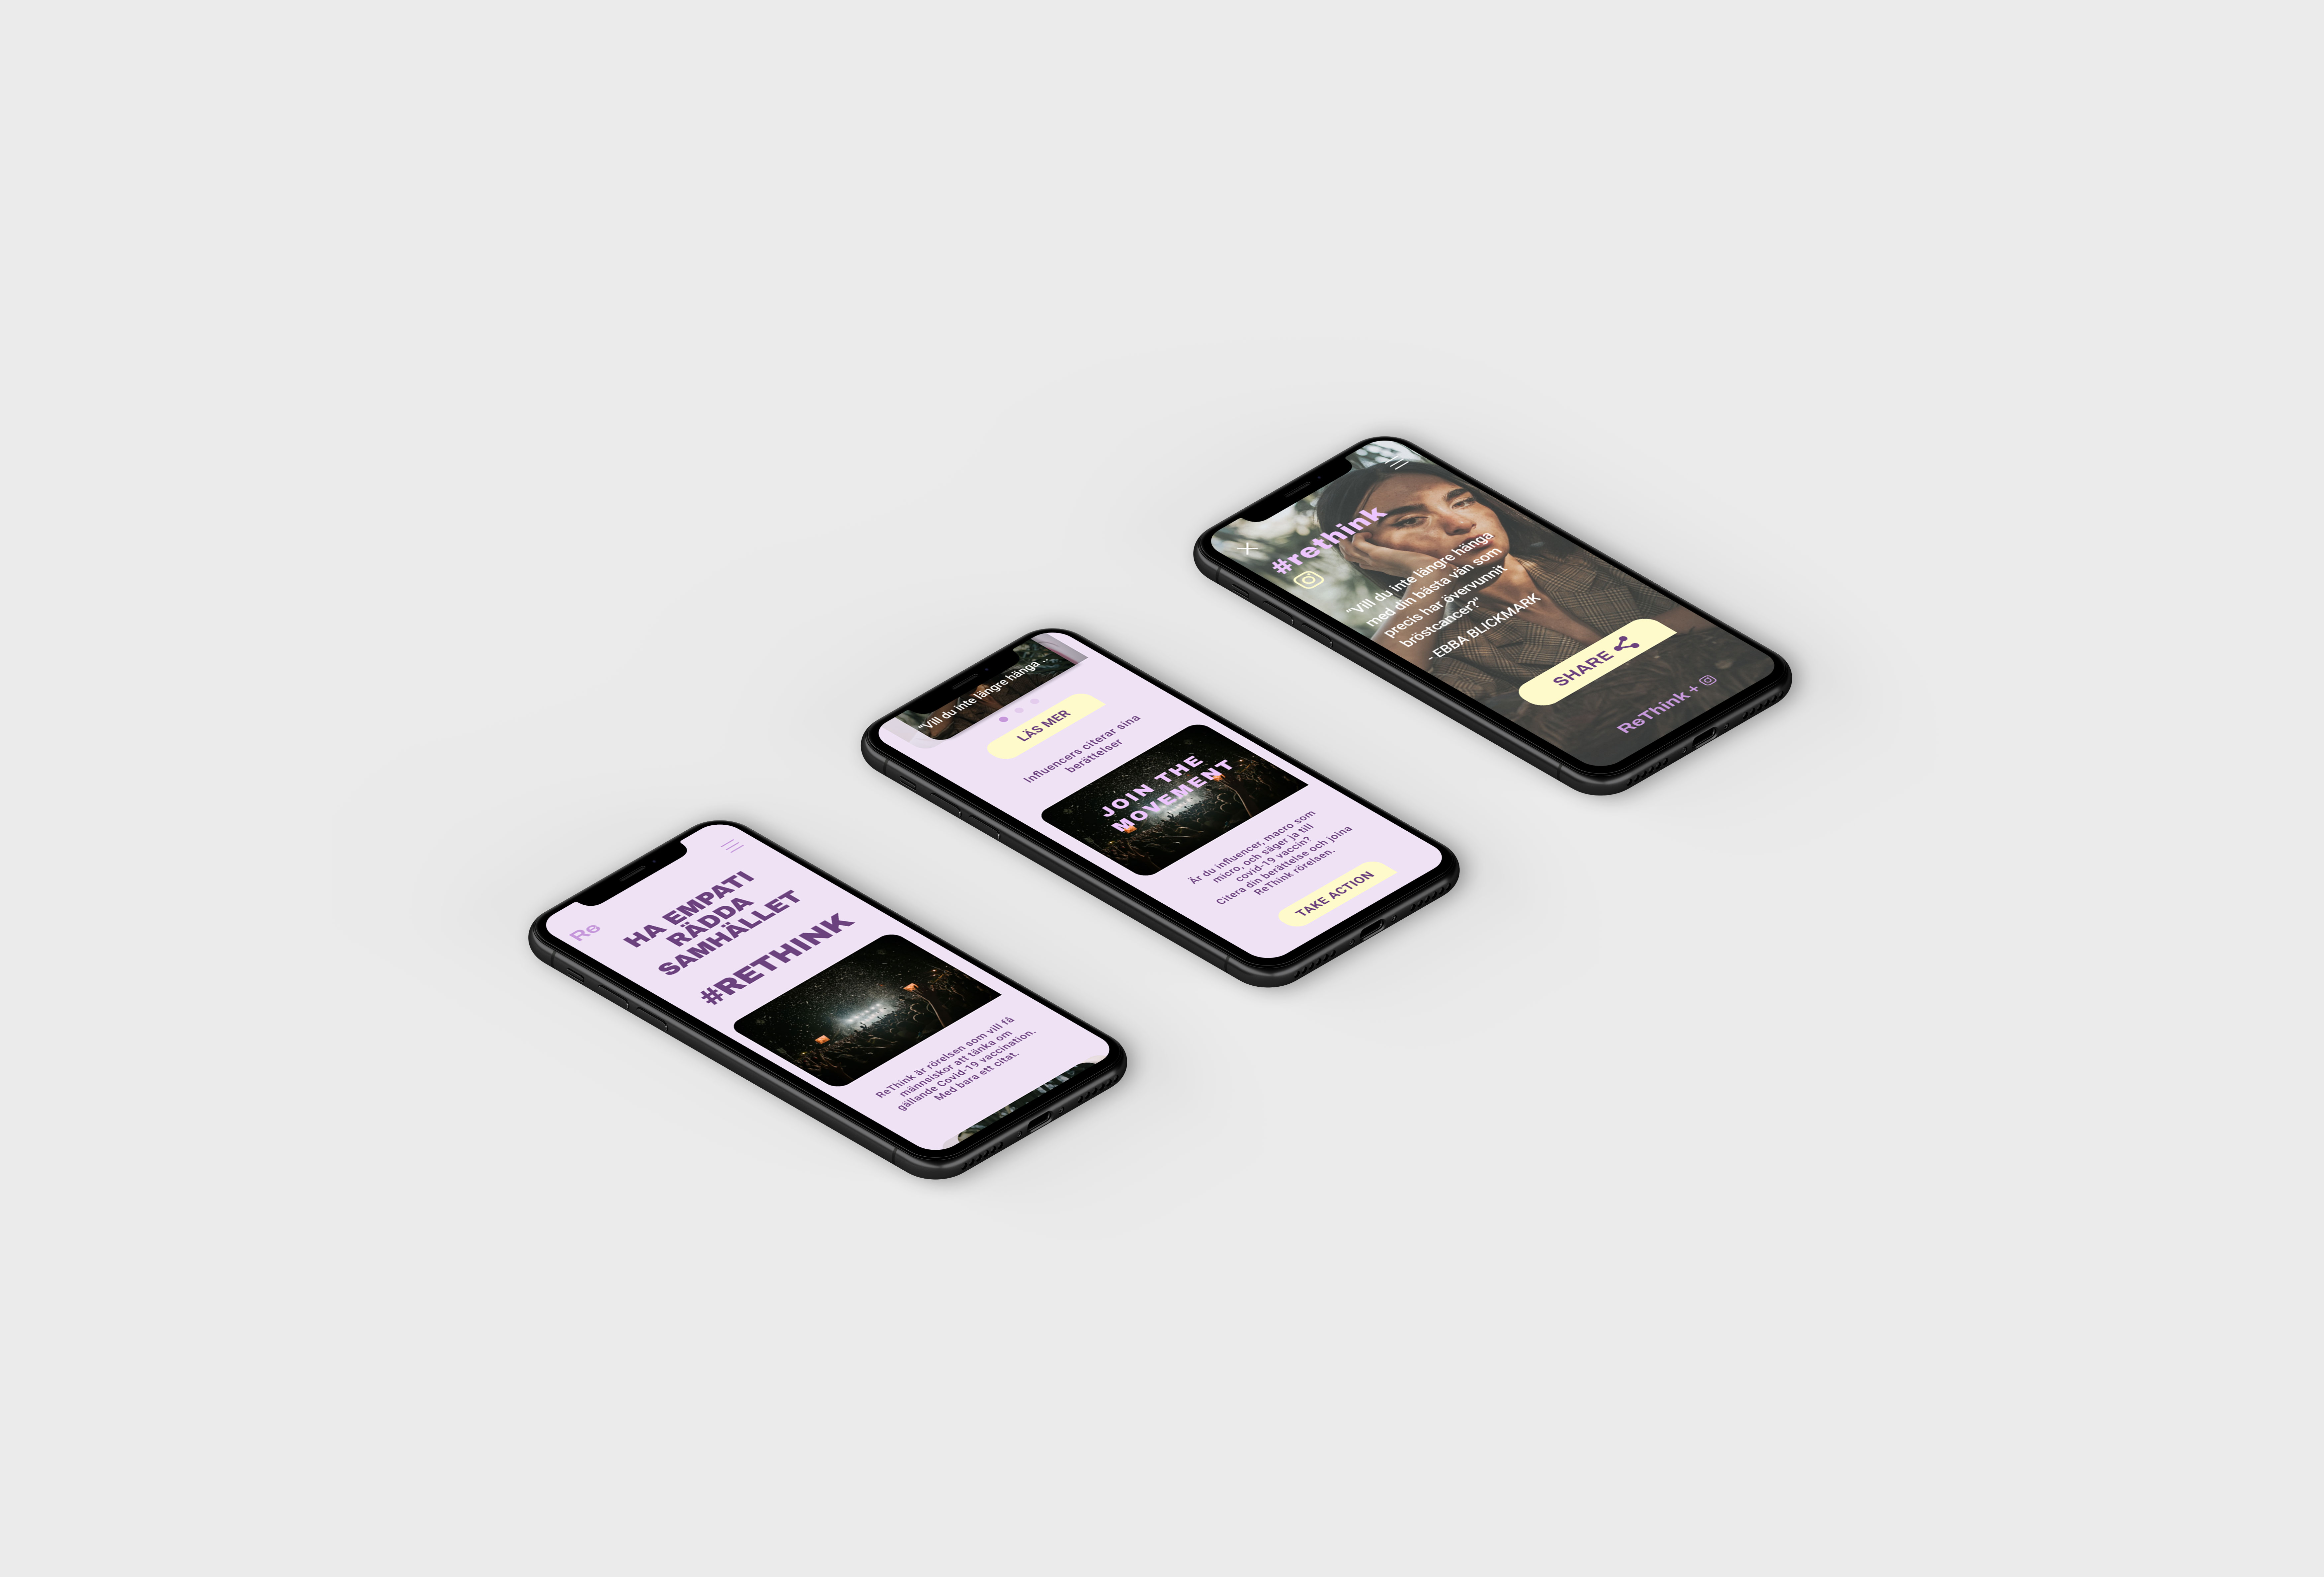 Re
HA EMPATI
RÄDDA
SAMHÄLLET
#RETHINK
ReThink är rörelsen som vill få
männsiskor att tänka om
gällande Covid-19 vaccination.
Med bara ett citat.
"Vill du inte längre hänga ...
LÄS MER
Influencers citerar sina
berättelser
JOIN THE
MOVEMENT
Är du influencer, macro som
micro, och säger ja till
covid-19 vaccin?
Citera din berättelse och joina
ReThink rörelsen.
TAKE ACTION
#rethink
"Vill du inte längre hänga
med din bästa vän som
precis har övervunnit
bröstcancer?"
- EBBA BLICKMARK
SHARE
ReThink +